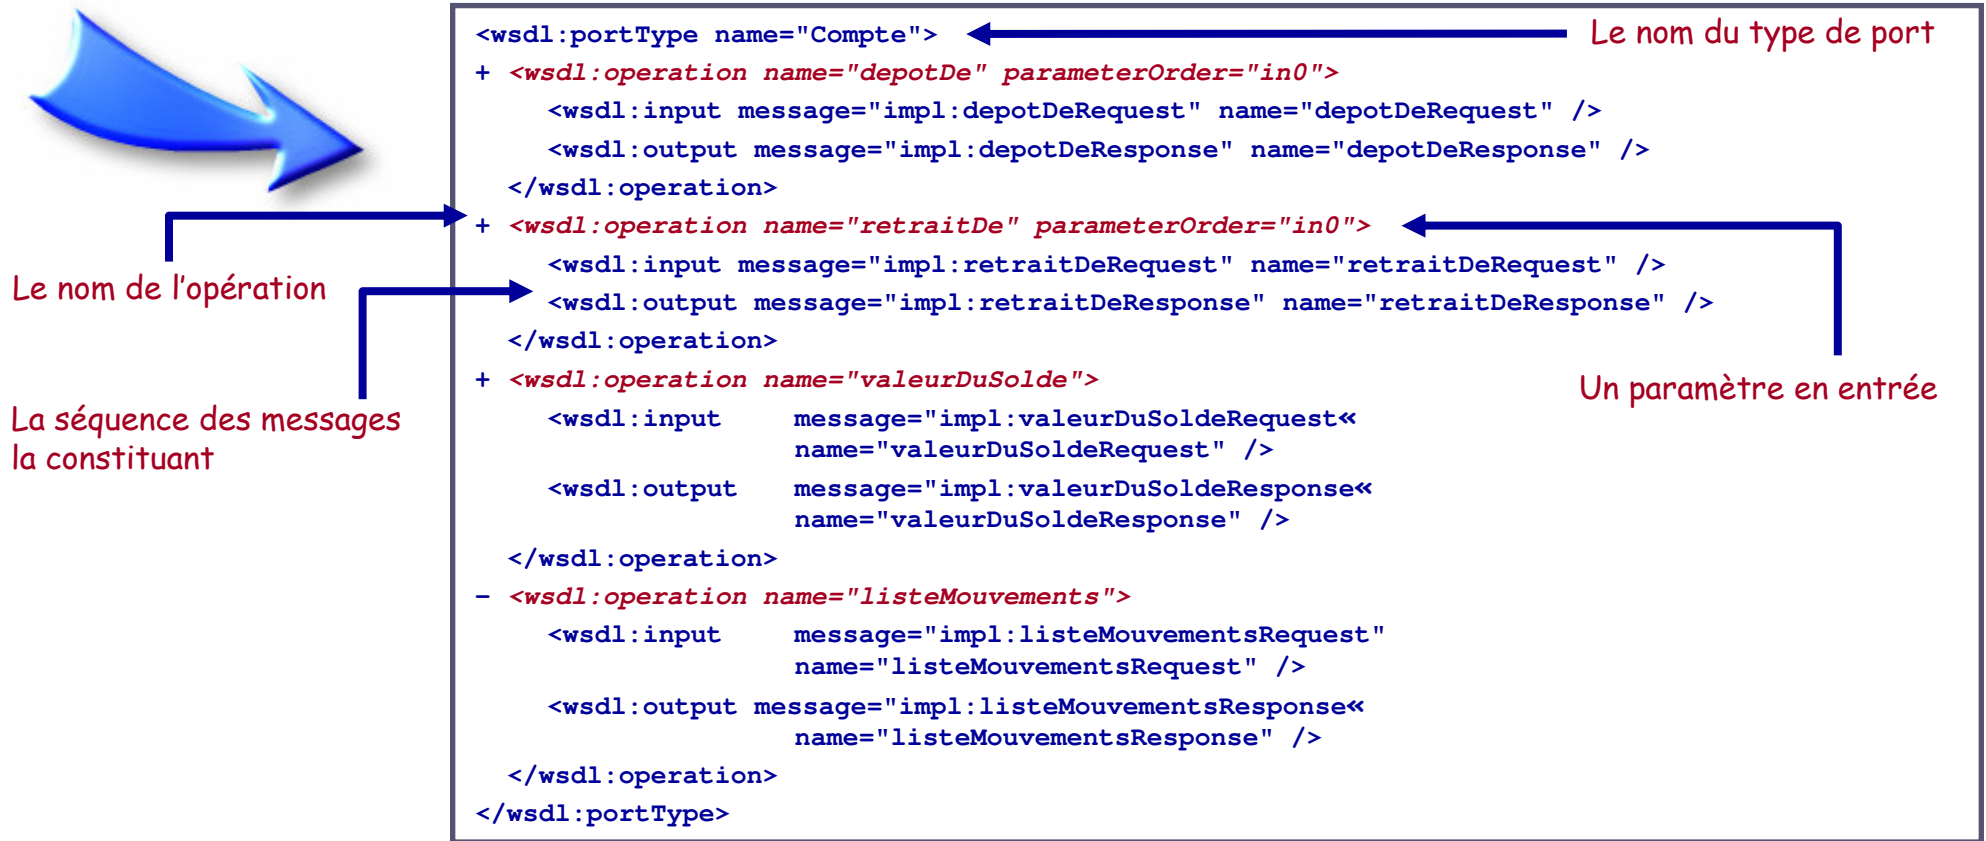 <wsdl:portType name="Compte">
Le nom du type de port
+ <wsdl:operation name="depotDe" parameterOrder="in0">
<wsdl:input message="impl:depotDeRequest" name="depotDeRequest" />
<wsdl:output message="impl:depotDeResponse" name="depotDeResponse" />
</wsdl:operation>
+ <wsdl:operation name="retraitDe" parameterOrder="in0">
<wsdl:input message="impl:retraitDeRequest" name="retraitDeRequest" />
<wsdl:output message="impl:retraitDeResponse" name="retraitDeResponse" />
</wsdl:operation>
+ <wsdl:operation name="valeurDuSolde">
<wsdl:input message="impl:valeurDuSoldeRequest«
name="valeurDuSoldeRequest" />
<wsdl:output message="impl:valeurDuSoldeResponse«
name="valeurDuSoldeResponse" />
</wsdl:operation>
– <wsdl:operation name="listeMouvements">
<wsdl:input message="impl:listeMouvementsRequest"
name="listeMouvementsRequest" />
<wsdl:output message="impl:listeMouvementsResponse«
name="listeMouvementsResponse" />
</wsdl:operation>
</wsdl:portType>
Le nom de l'opération
La séquence des messages
la constituant
Un paramètre en entrée